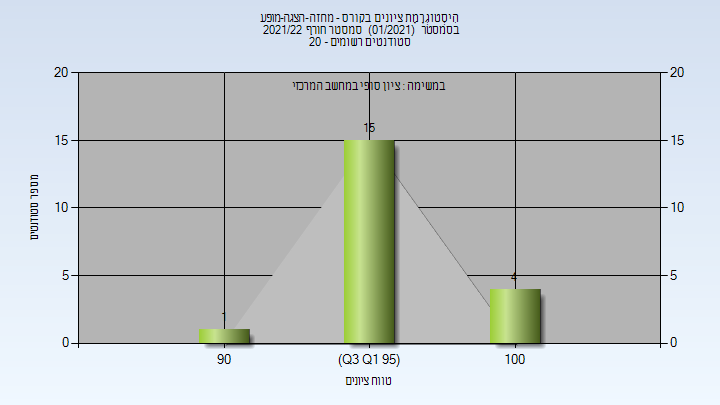 היסטוגרמת ציונים בקורס - מחזה-הצגה-מופע
בסמסטר (01/2021) סמסטר חורף 2021/22
סטודנטים רשומים - 20
במשימה : ציון סופי במחשב המרכזי
20 20
15 15
10 10
5 5
0 0
1
15
4
מספר סטודנטים
90 (Q3 Q1 95) 100
טווח ציונים